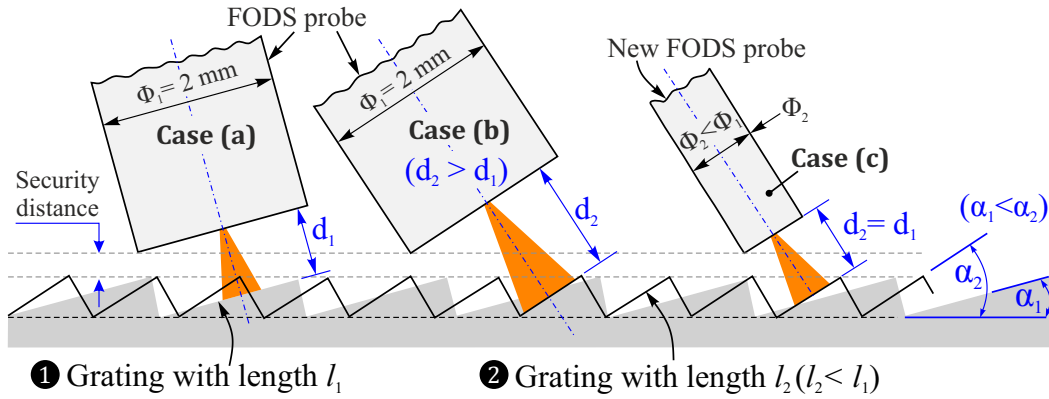 FODS probe
New FODS probe
Φ₁= 2 mm
Φ₁= 2 mm
Φ₂<Φ₁
Φ₂
Case (a)
Case (b)
(d₂ > d₁)
Case (c)
Security
distance
d₁
d₂
d₂= d₁
(α₁<α₂)
α₂
α₁
❶ Grating with length l₁
❷ Grating with length l₂ (l₂< l₁)